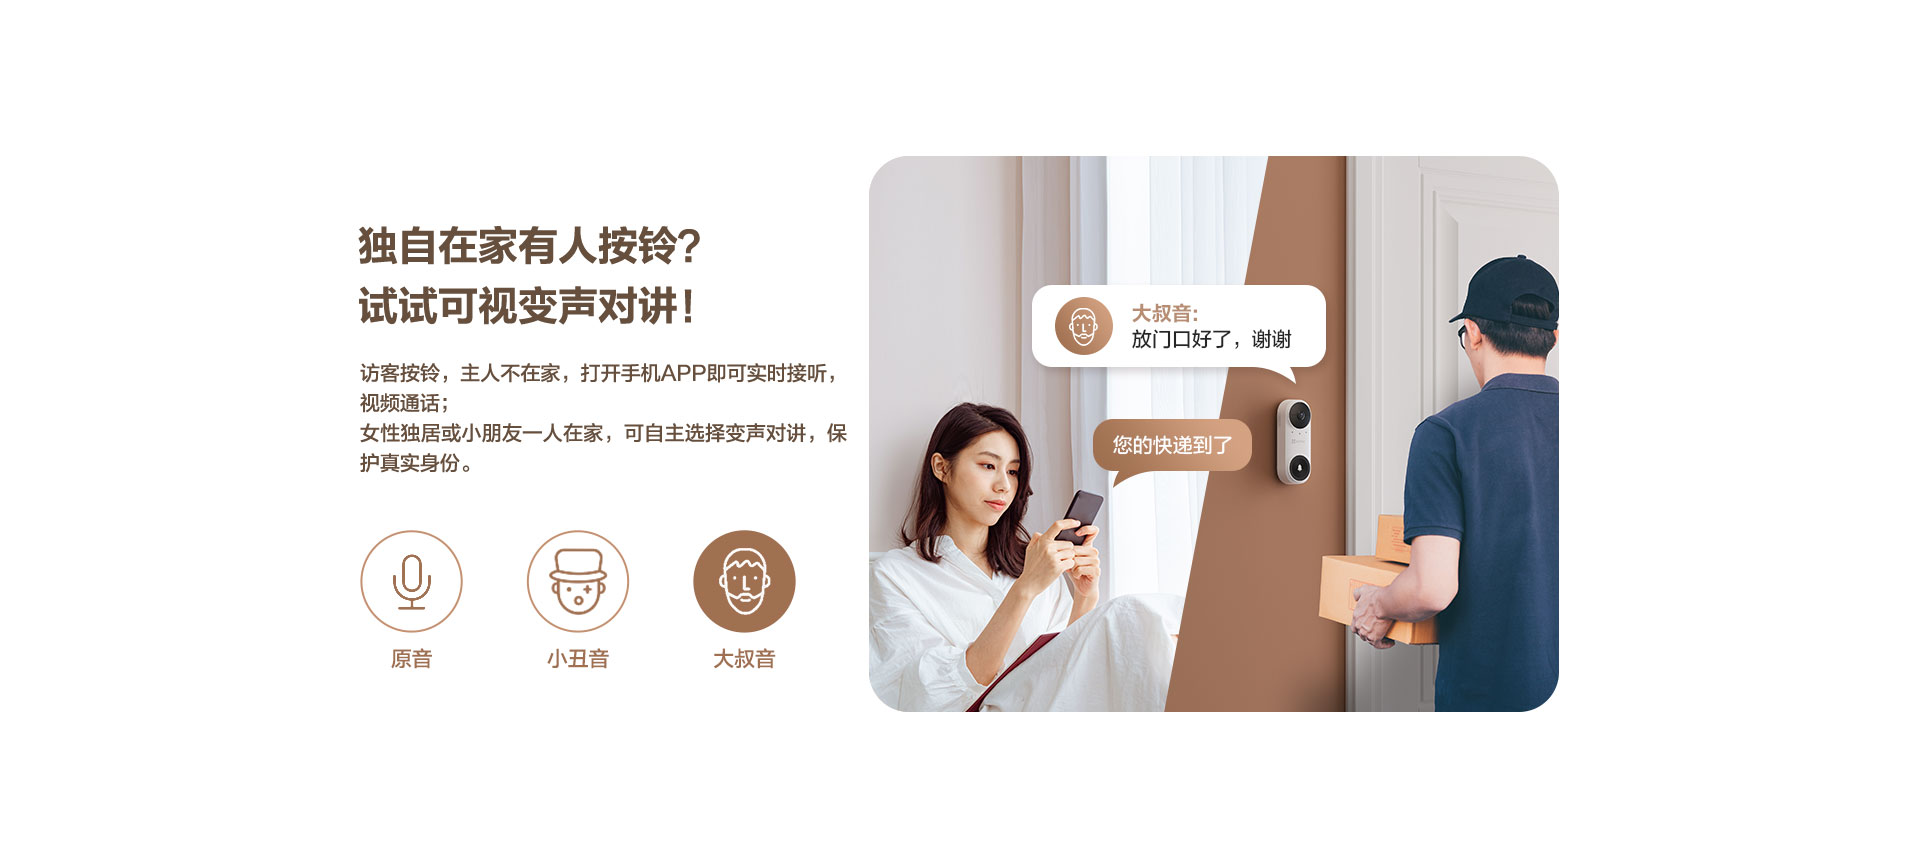 独自在家有人按铃？
试试可视变声对讲！
访客按铃，主人不在家，打开手机APP即可实时接听，
视频通话；
女性独居或小朋友一人在家，可自主选择变声对讲，保
护真实身份。
原音
小丑音
大叔音
大叔音:
放门口好了，谢谢
您的快递到了